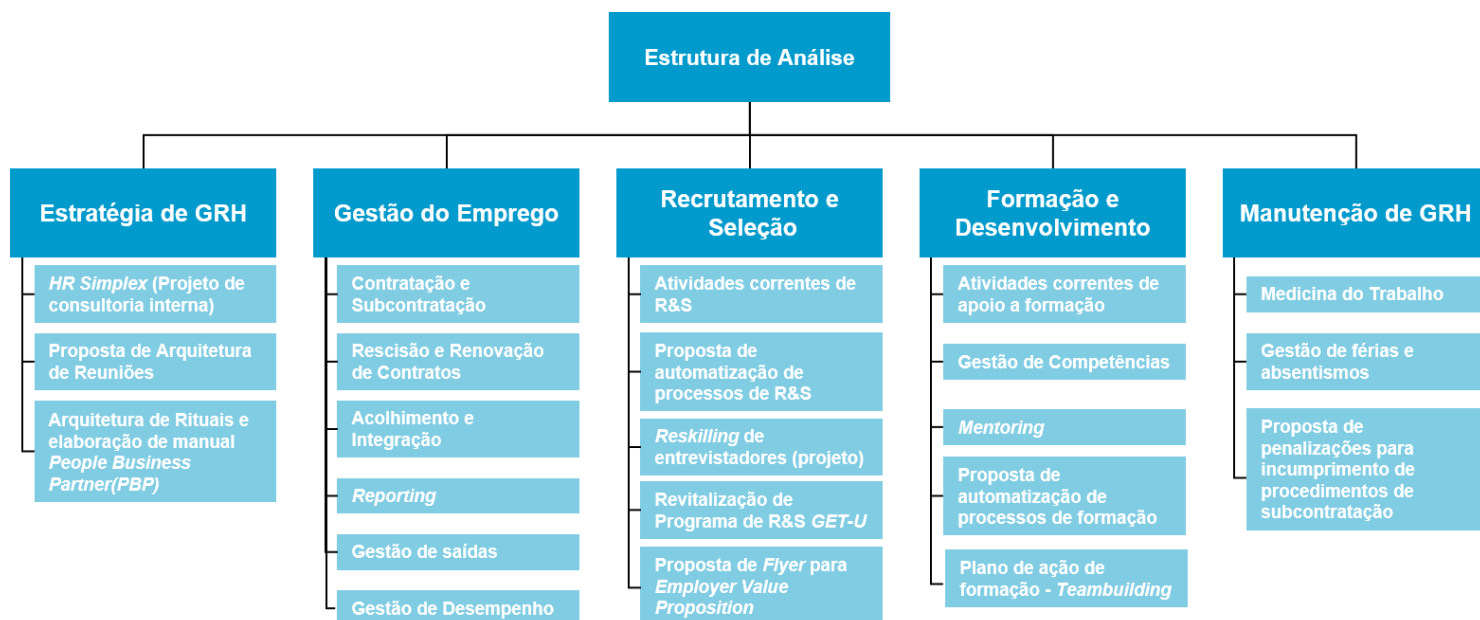 Estrutura de Análise
Estratégia de GRH
HR Simplex (Projeto de
consultoria interna)
Proposta de Arquitetura
de Reuniões
Arquitetura de Rituais e
elaboração de manual
People Business
Partner(PBP)
Gestão do Emprego
Contratação e
Subcontratação
Rescisão e Renovação
de Contratos
Acolhimento e
Integração
Reporting
Gestão de saídas
Gestão de Desempenho
Recrutamento e
Seleção
Atividades correntes de
R&S
Proposta de
automatização de
processos de R&S
Reskilling de
entrevistadores (projeto)
Revitalização de
Programa de R&S GET-U
Proposta de Flyer para
Employer Value
Proposition
Formação e
Desenvolvimento
Atividades correntes de
apoio a formação
Gestão de Competências
Mentoring
Proposta de
automatização de
processos de formação
Plano de ação de
formação - Teambuilding
Manutenção de GRH
Medicina do Trabalho
Gestão de férias e
absentismos
Proposta de
penalizações para
incumprimento de
procedimentos de
subcontratação